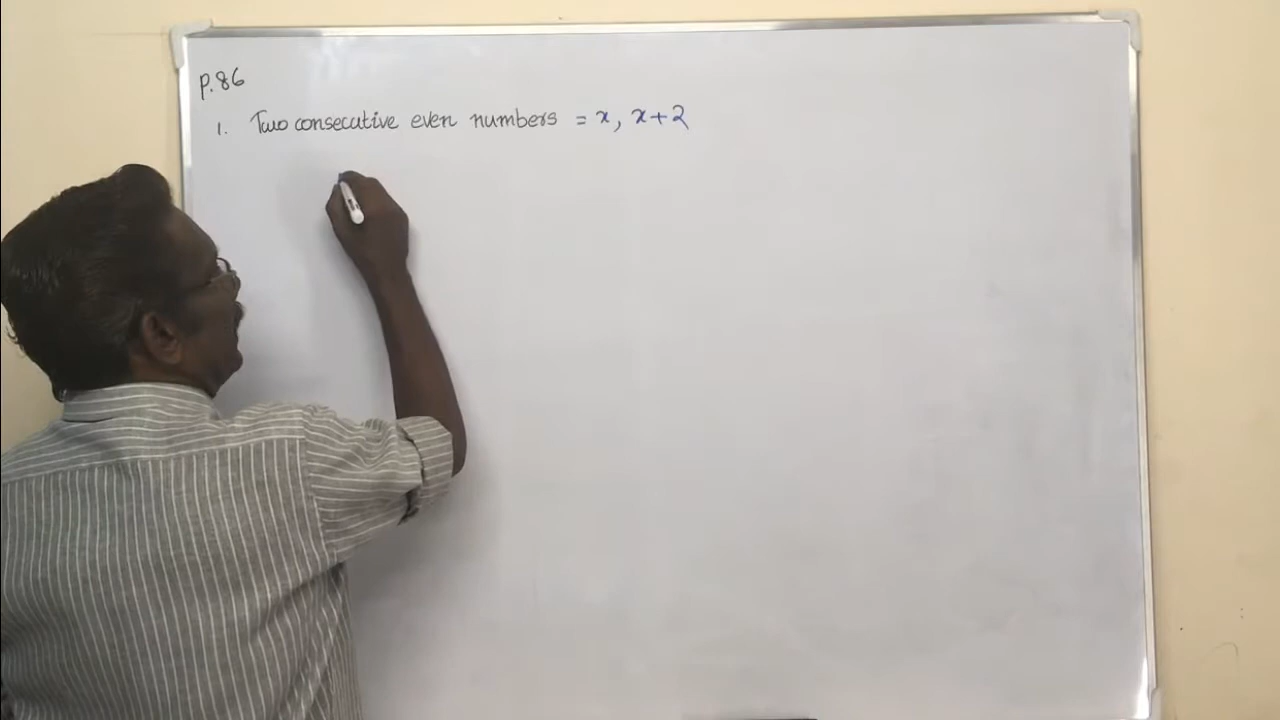 P.86
1. Two consecutive even numbers = x, x+2